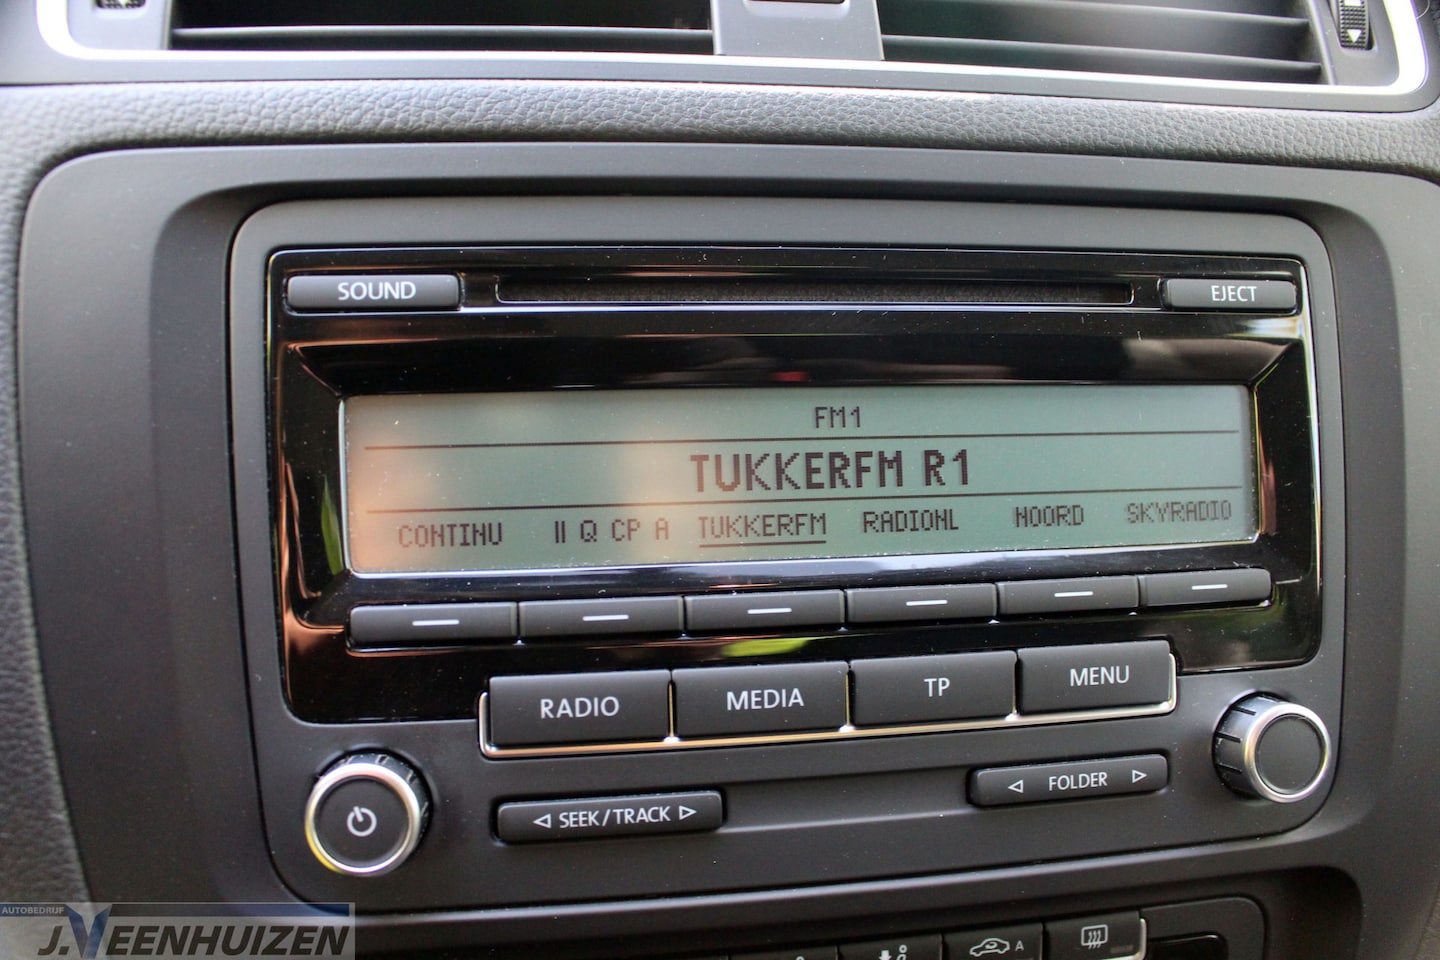 SOUND
EJECT
FM1
TUKKERFM R1
CONTINU II Q CP A TUKKERFM RADIONL NOORD SKYRADIO
RADIO MEDIA TP MENU
SEEK/TRACK
FOLDER
A
AUTOBEDRIJF
J.VEENHUIZEN